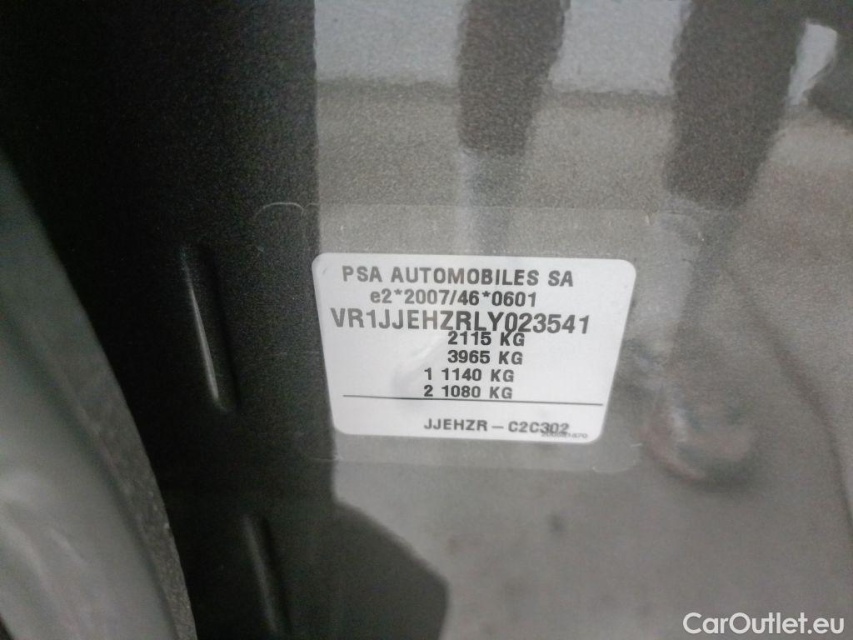 PSA AUTOMOBILES SA
e2*2007/46*0601
VR1JJEHZRLY023541
2115 KG
3965 KG
1 1140 KG
2 1080 KG
JJEHZR – C2C302
CarOutlet.eu